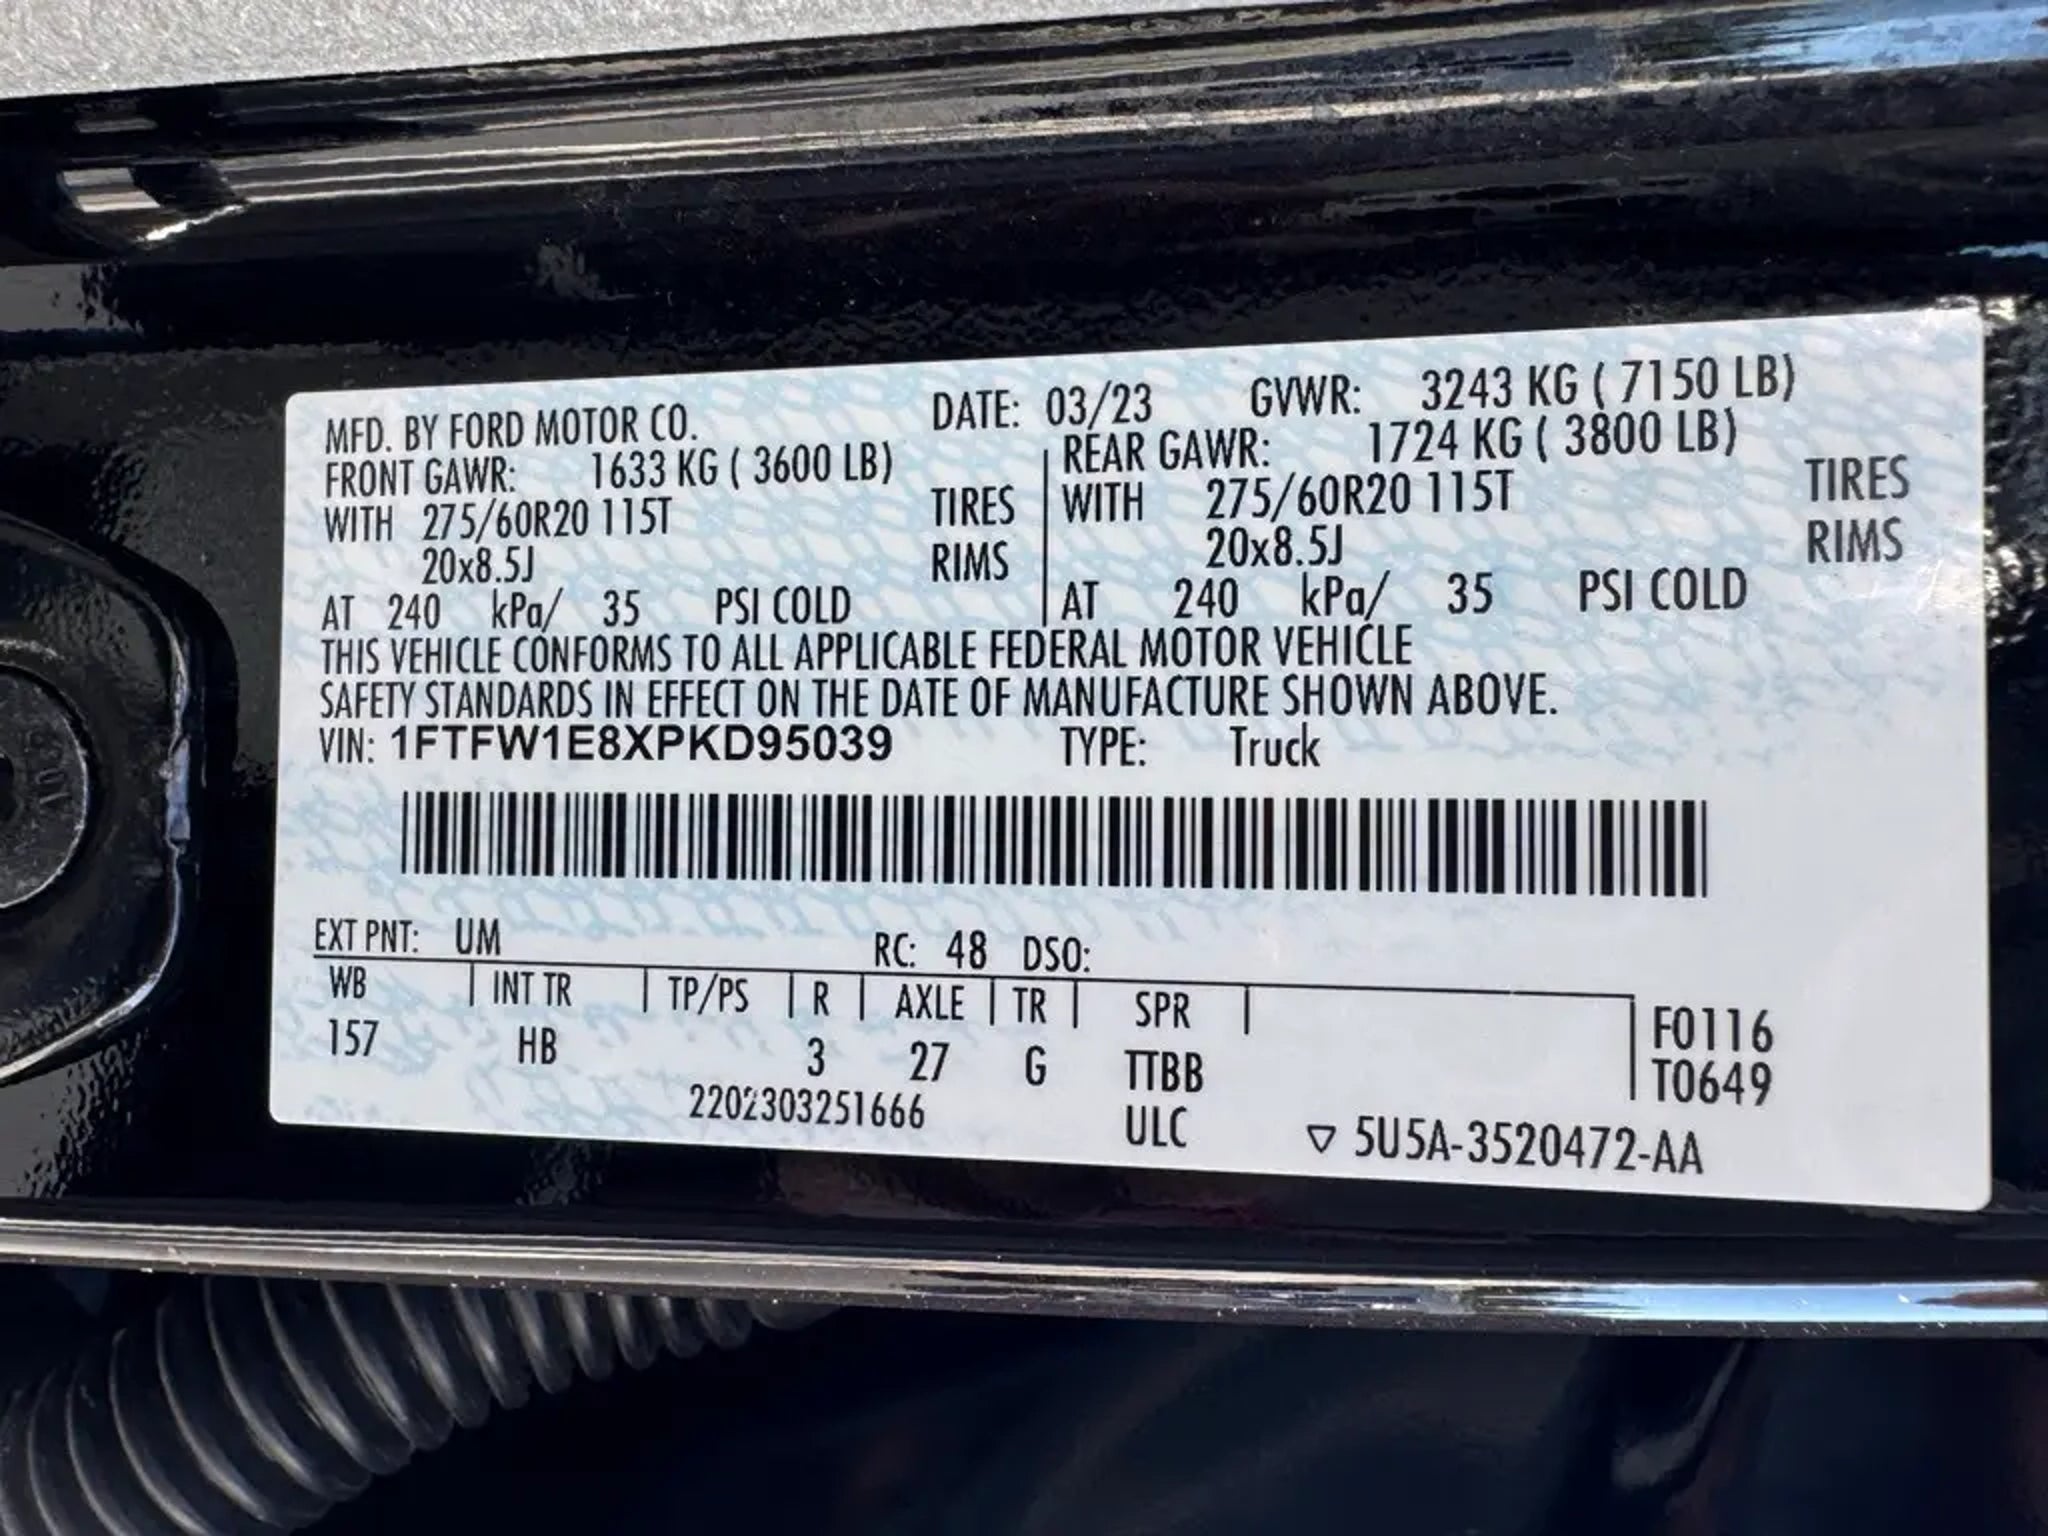 MFD. BY FORD MOTOR CO. DATE: 03/23 GVWR: 3243 KG ( 7150 LB)
FRONT GAWR: 1633 KG ( 3600 LB) REAR GAWR: 1724 KG ( 3800 LB)
WITH 275/60R20 115T TIRES WITH 275/60R20 115T TIRES
20x8.5J RIMS 20x8.5J RIMS
AT 240 kPa/ 35 PSI COLD AT 240 kPa/ 35 PSI COLD
THIS VEHICLE CONFORMS TO ALL APPLICABLE FEDERAL MOTOR VEHICLE
SAFETY STANDARDS IN EFFECT ON THE DATE OF MANUFACTURE SHOWN ABOVE.
VIN: 1FTFW1E8XPKD95039 TYPE: Truck
EXT PNT: UM RC: 48 DSO:
WB INT TR TP/PS R AXLE TR SPR F0116
157 HB 3 27 G TTBB T0649
2202303251666 ULC ▽ 5U5A-3520472-AA